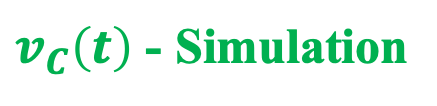 v_C(t) - Simulation